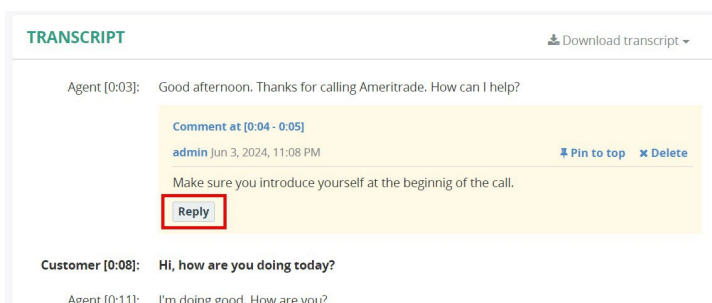 TRANSCRIPT
Download transcript
Agent [0:03]: Good afternoon. Thanks for calling Ameritrade. How can I help?
Comment at [0:04 - 0:05]
admin Jun 3, 2024, 11:08 PM Pin to top Delete
Make sure you introduce yourself at the beginnig of the call.
Reply
Customer [0:08]: Hi, how are you doing today?
Agent [0:11]: I'm doing good. How are you?